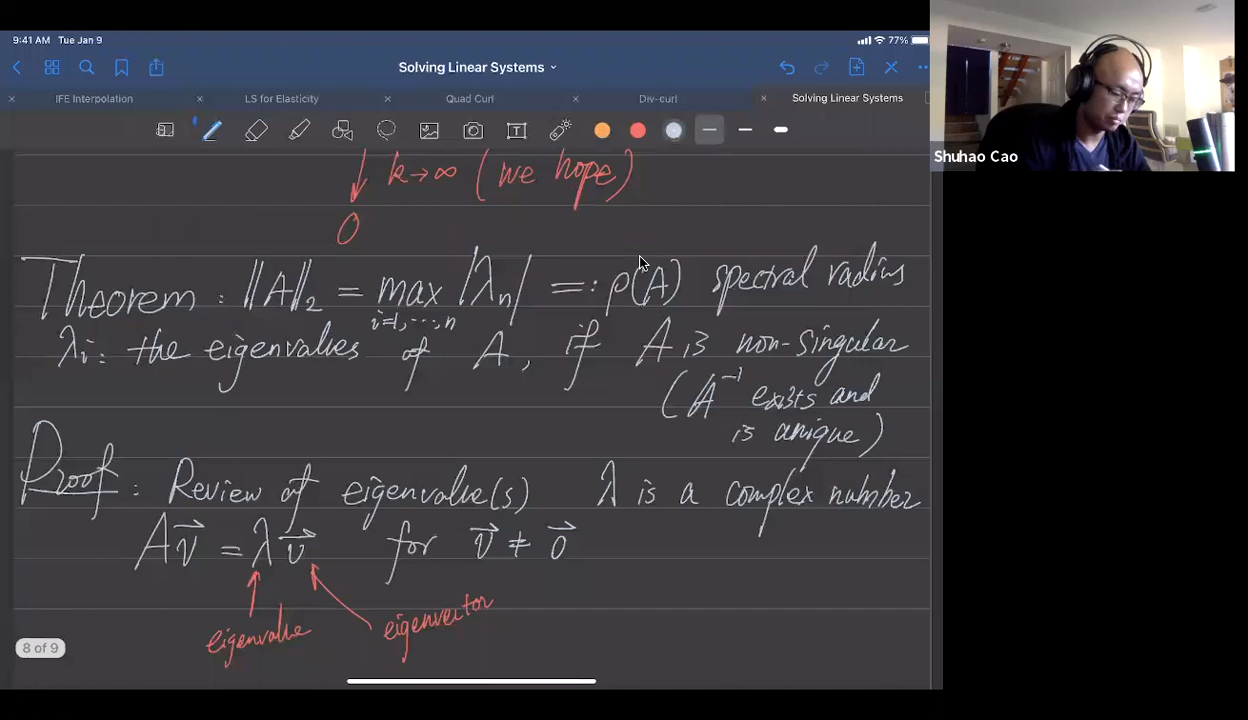 9:41 AM Tue Jan 9
77%
Solving Linear Systems
IFE Interpolation
LS for Elasticity
Quad Curl
Div-curl
Solving Linear Systems
Shuhao Cao
k→∞ (we hope)
0
Theorem : ‖A‖₂ = max |λₙ| =: ρ(A) spectral radius
i=1,⋯,n
λᵢ: the eigenvalues of A, if A is non-singular
(A⁻¹ exists and
is unique)
Proof : Review of eigenvalue(s) λ is a complex number
Av⃗ = λv⃗ for v⃗ ≠ 0⃗
eigenvalue
eigenvector
8 of 9